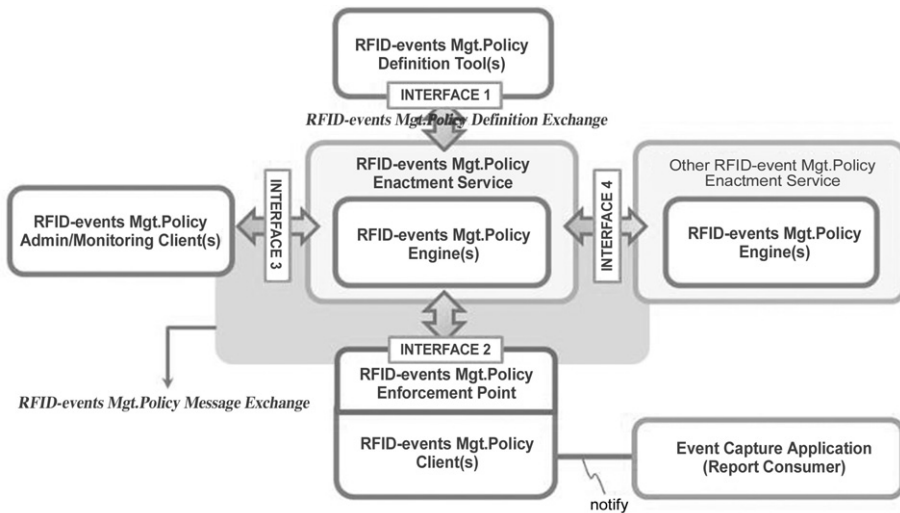 RFID-events Mgt.Policy
Definition Tool(s)
INTERFACE 1
RFID-events Mgt.Policy Definition Exchange
RFID-events Mgt.Policy
Enactment Service
RFID-events Mgt.Policy
Engine(s)
Other RFID-event Mgt.Policy
Enactment Service
RFID-events Mgt.Policy
Engine(s)
RFID-events Mgt.Policy
Admin/Monitoring Client(s)
INTERFACE 3
INTERFACE 4
INTERFACE 2
RFID-events Mgt.Policy
Enforcement Point
RFID-events Mgt.Policy Message Exchange
RFID-events Mgt.Policy
Client(s)
Event Capture Application
(Report Consumer)
notify